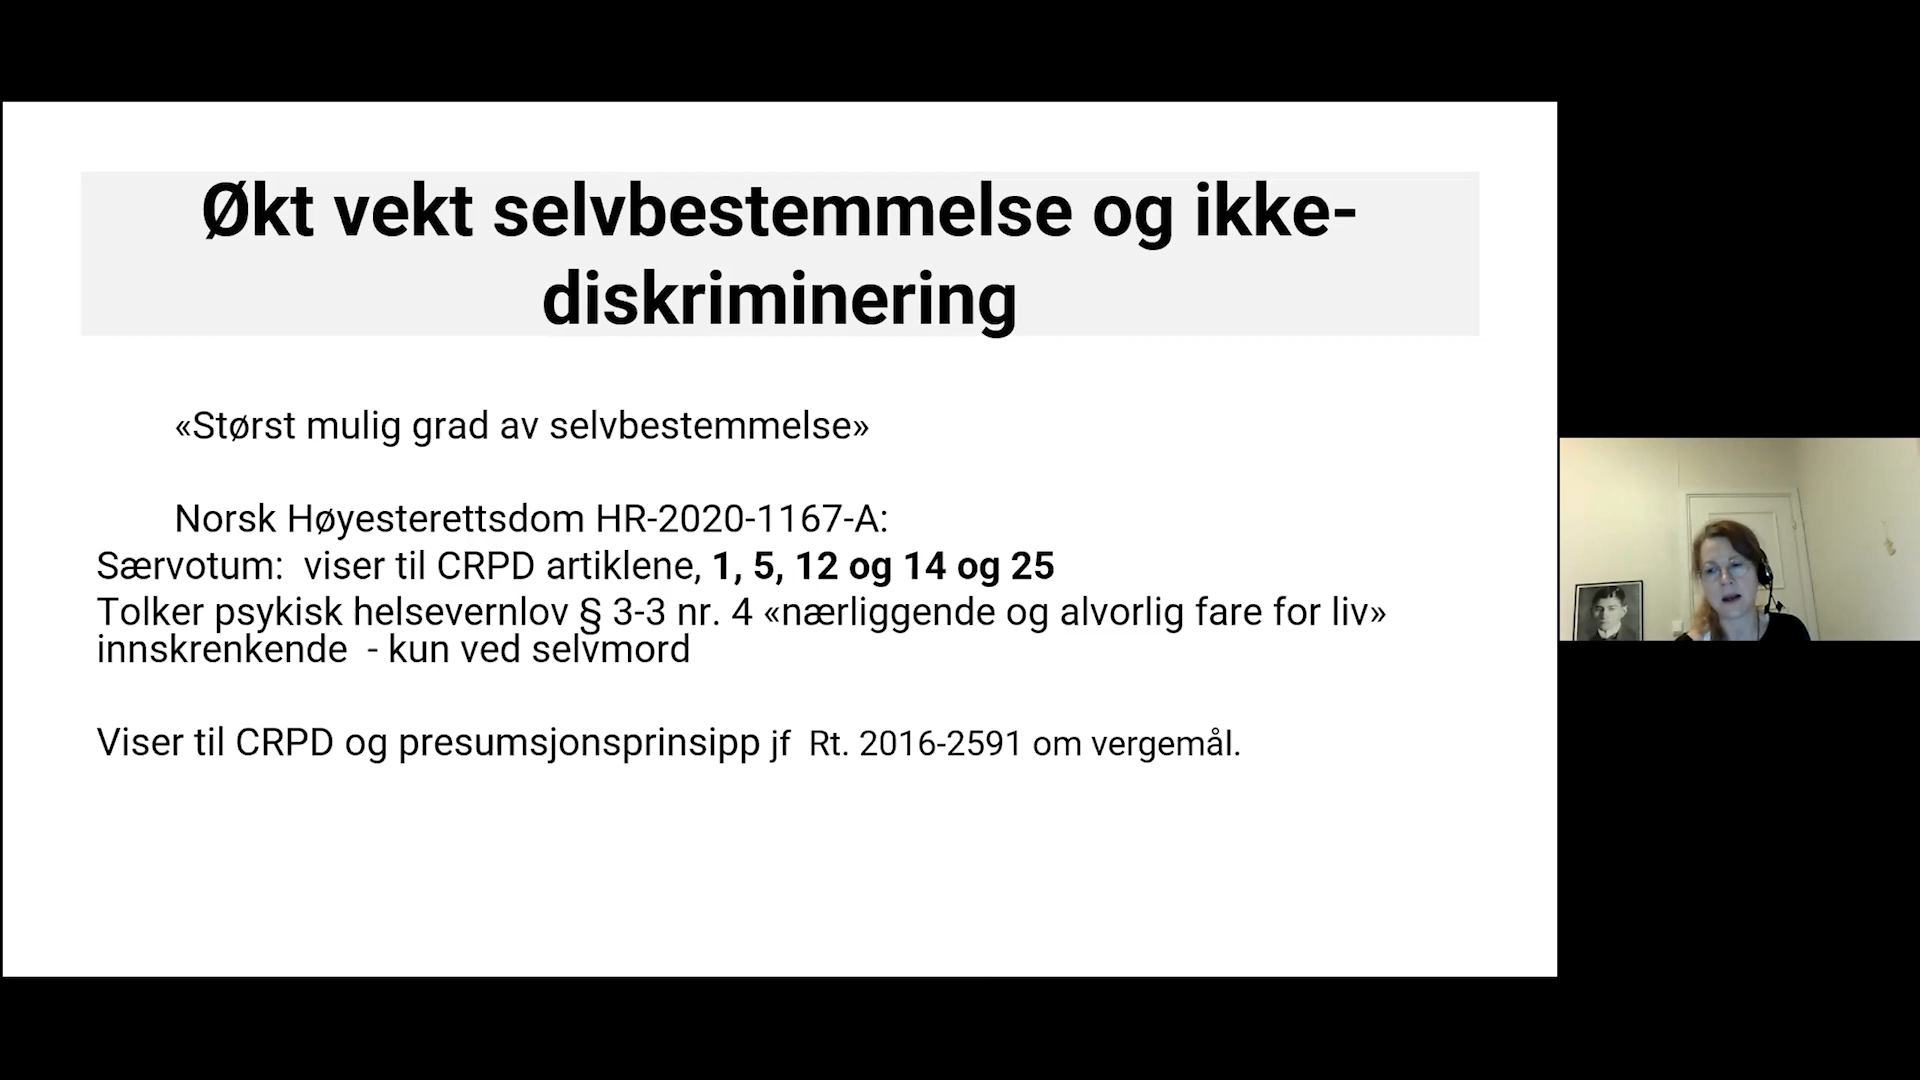 Økt vekt selvbestemmelse og ikke-
diskriminering
«Størst mulig grad av selvbestemmelse»
Norsk Høyesterettsdom HR-2020-1167-A:
Særvotum:  viser til CRPD artiklene, 1, 5, 12 og 14 og 25
Tolker psykisk helsevernlov § 3-3 nr. 4 «nærliggende og alvorlig fare for liv»
innskrenkende  - kun ved selvmord
Viser til CRPD og presumsjonsprinsipp jf  Rt. 2016-2591 om vergemål.